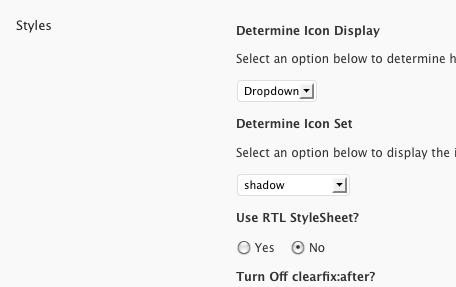 Styles
Determine Icon Display
Select an option below to determine h
Dropdown
Determine Icon Set
Select an option below to display the i
shadow
Use RTL StyleSheet?
Yes No
Turn Off clearfix:after?